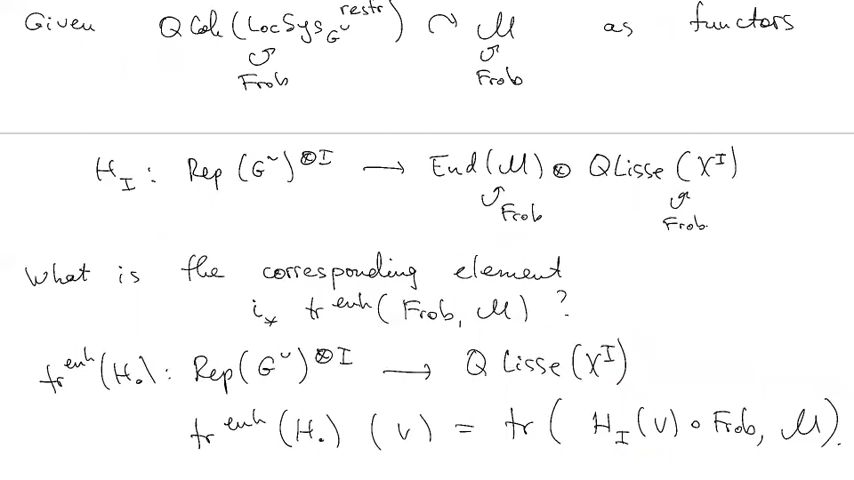 Given QCoh(LocSys_{G^∨}^{restr}) ↷ M as functors
↺ Frob ↺ Frob
H_I : Rep(G^∨)^{⊗I} → End(M) ⊗ QLisse(X^I)
↺ Frob ↺ Frob.
What is the corresponding element
i_* tr^{enh}(Frob, M) ?
tr^{enh}(H.) : Rep(G^∨)^{⊗I} → QLisse(X^I)
tr^{enh}(H.) (V) = tr( H_I(V) ∘ Frob, M).